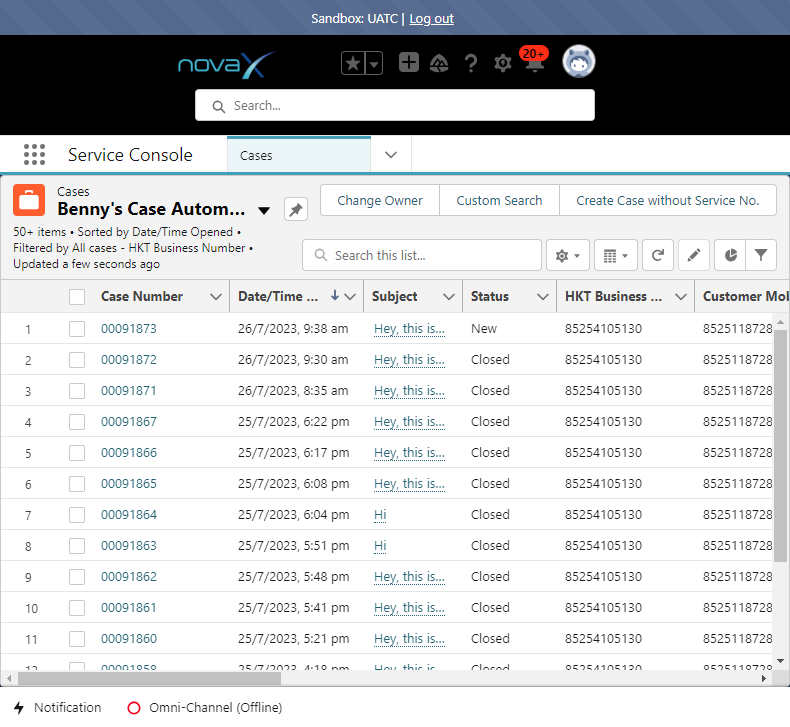 Sandbox: UATC | Log out
novaX
20+
Search...
Service Console
Cases
Cases
Benny's Case Autom...
Change Owner
Custom Search
Create Case without Service No.
50+ items • Sorted by Date/Time Opened •
Filtered by All cases - HKT Business Number •
Updated a few seconds ago
Search this list...
Case Number Date/Time ... Subject Status HKT Business ... Customer Mol
1 00091873 26/7/2023, 9:38 am Hey, this is... New 85254105130 8525118728
2 00091872 26/7/2023, 9:30 am Hey, this is... Closed 85254105130 8525118728
3 00091871 26/7/2023, 8:35 am Hey, this is... Closed 85254105130 8525118728
4 00091867 25/7/2023, 6:22 pm Hey, this is... Closed 85254105130 8525118728
5 00091866 25/7/2023, 6:17 pm Hey, this is... Closed 85254105130 8525118728
6 00091865 25/7/2023, 6:08 pm Hey, this is... Closed 85254105130 8525118728
7 00091864 25/7/2023, 6:04 pm Hi Closed 85254105130 8525118728
8 00091863 25/7/2023, 5:51 pm Hi Closed 85254105130 8525118728
9 00091862 25/7/2023, 5:48 pm Hey, this is... Closed 85254105130 8525118728
10 00091861 25/7/2023, 5:41 pm Hey, this is... Closed 85254105130 8525118728
11 00091860 25/7/2023, 5:21 pm Hey, this is... Closed 85254105130 8525118728
12 00091858 25/7/2023, 4:18 pm Hey, this is... Closed 85254105130 8525118728
Notification
Omni-Channel (Offline)